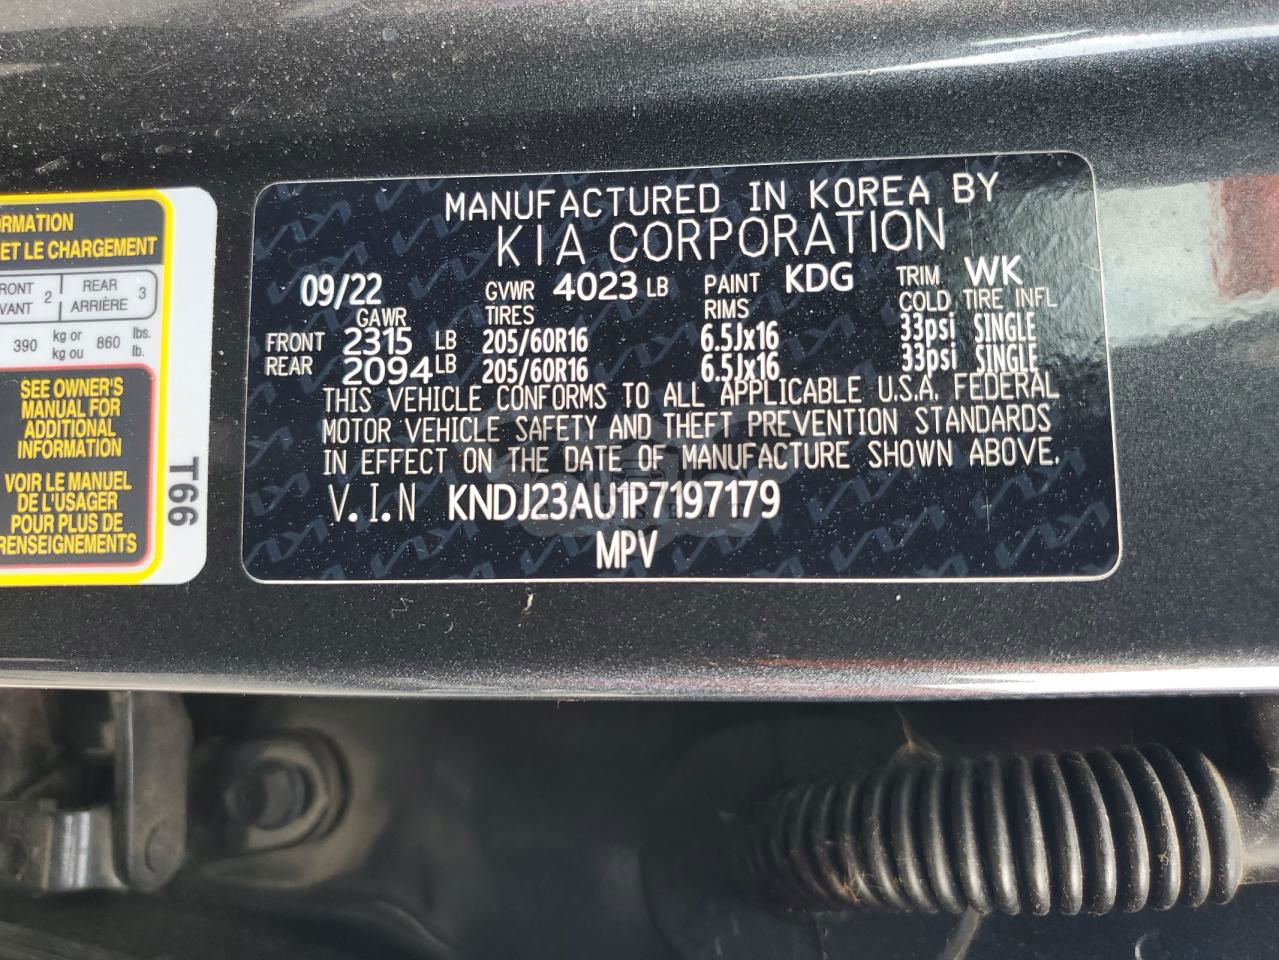 RMATION
ET LE CHARGEMENT
RONT
VANT 2 REAR
ARRIÈRE 3
390 kg or
kg ou 860 lbs.
lb.
SEE OWNER'S
MANUAL FOR
ADDITIONAL
INFORMATION
VOIR LE MANUEL
DE L'USAGER
POUR PLUS DE
RENSEIGNEMENTS
T66
MANUFACTURED IN KOREA BY
KIA CORPORATION
09/22 GVWR 4023 LB PAINT KDG TRIM WK
GAWR TIRES RIMS COLD TIRE INFL
FRONT 2315 LB 205/60R16 6.5Jx16 33psi SINGLE
REAR 2094 LB 205/60R16 6.5Jx16 33psi SINGLE
THIS VEHICLE CONFORMS TO ALL APPLICABLE U.S.A. FEDERAL
MOTOR VEHICLE SAFETY AND THEFT PREVENTION STANDARDS
IN EFFECT ON THE DATE OF MANUFACTURE SHOWN ABOVE.
V.I.N KNDJ23AU1P7197179
MPV